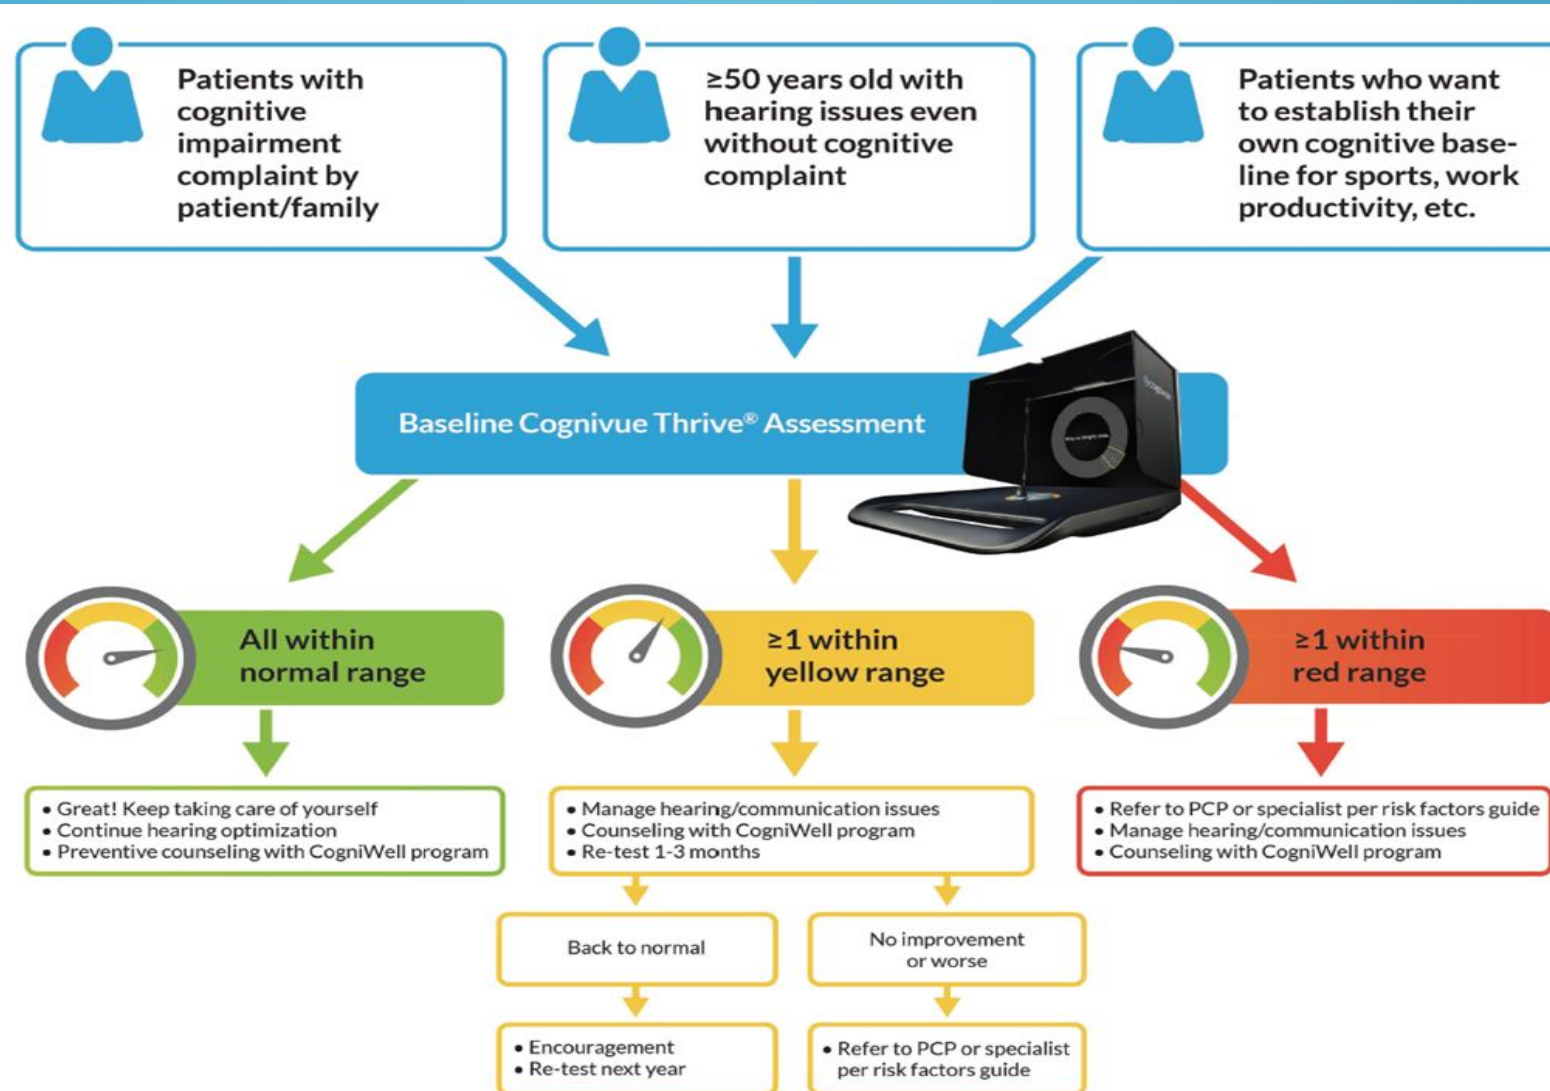 Patients with
cognitive
impairment
complaint by
patient/family
≥50 years old with
hearing issues even
without cognitive
complaint
Patients who want
to establish their
own cognitive base-
line for sports, work
productivity, etc.
Baseline Cognivue Thrive® Assessment
All within
normal range
≥1 within
yellow range
≥1 within
red range
• Great! Keep taking care of yourself
• Continue hearing optimization
• Preventive counseling with CogniWell program
• Manage hearing/communication issues
• Counseling with CogniWell program
• Re-test 1-3 months
• Refer to PCP or specialist per risk factors guide
• Manage hearing/communication issues
• Counseling with CogniWell program
Back to normal
No improvement
or worse
• Encouragement
• Re-test next year
• Refer to PCP or specialist
per risk factors guide